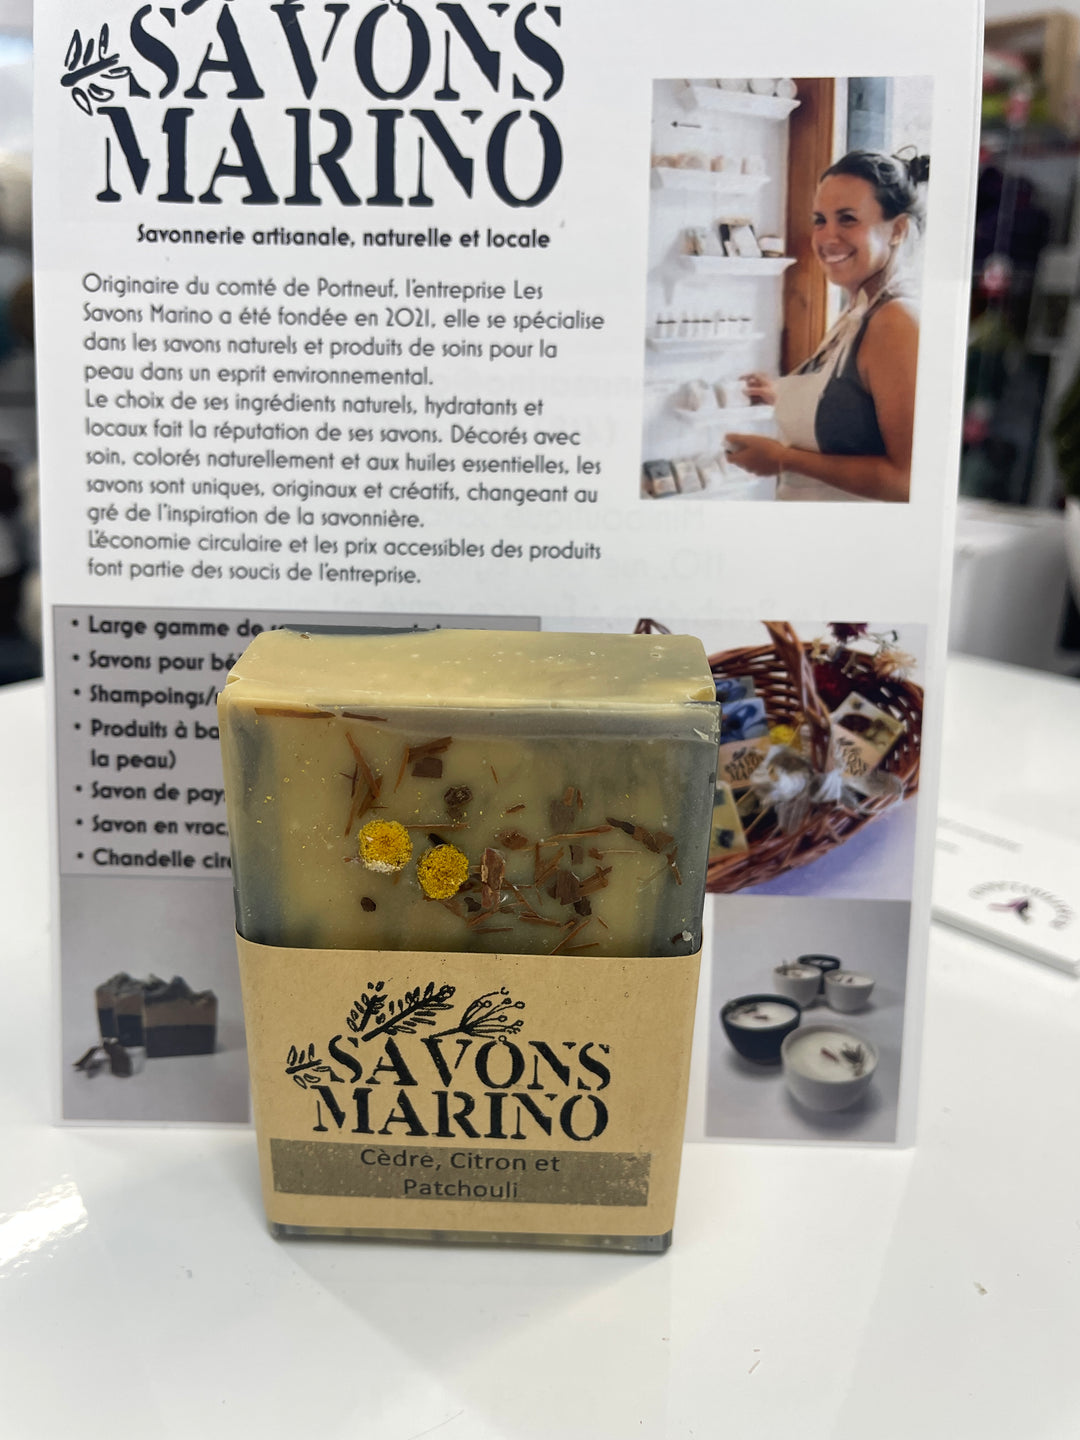 SAVONS
MARINO
Savonnerie artisanale, naturelle et locale
Originaire du comté de Portneuf, l'entreprise Les
Savons Marino a été fondée en 2021, elle se spécialise
dans les savons naturels et produits de soins pour la
peau dans un esprit environnemental.
Le choix de ses ingrédients naturels, hydratants et
locaux fait la réputation de ses savons. Décorés avec
soin, colorés naturellement et aux huiles essentielles, les
savons sont uniques, originaux et créatifs, changeant au
gré de l'inspiration de la savonnière.
L'économie circulaire et les prix accessibles des produits
font partie des soucis de l'entreprise.
• Large gamme de
• Savons pour
• Shampoings/
• Produits à
la peau)
• Savon de
• Savon en vrac,
• Chandelle
SAVONS
MARINO
Cèdre, Citron et
Patchouli